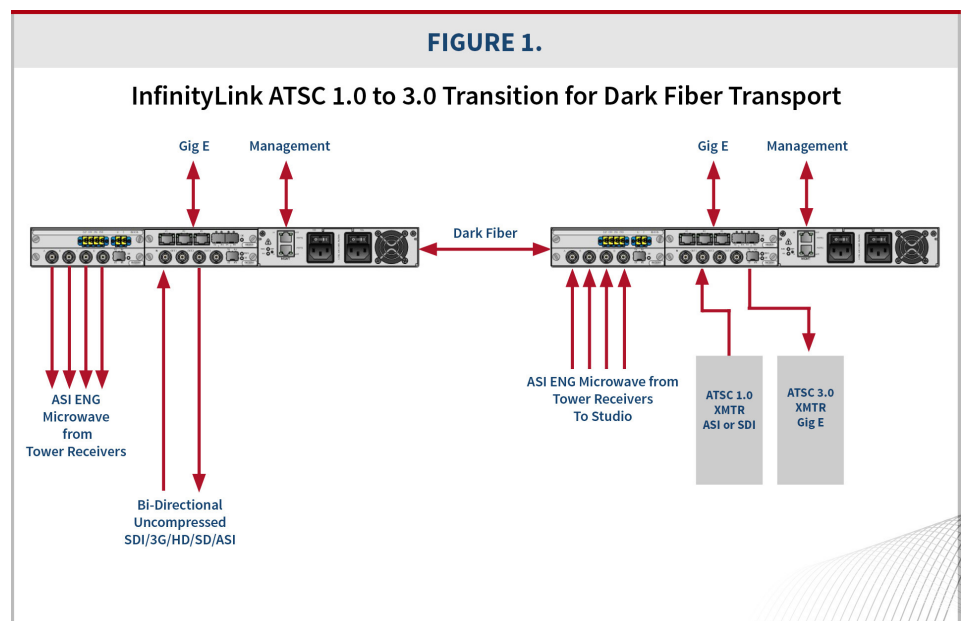 FIGURE 1.
InfinityLink ATSC 1.0 to 3.0 Transition for Dark Fiber Transport
Gig E
Management
Gig E
Management
Dark Fiber
ASI ENG
Microwave
from
Tower Receivers
Bi-Directional
Uncompressed
SDI/3G/HD/SD/ASI
ASI ENG Microwave from
Tower Receivers
To Studio
ATSC 1.0
XMTR
ASI or SDI
ATSC 3.0
XMTR
Gig E